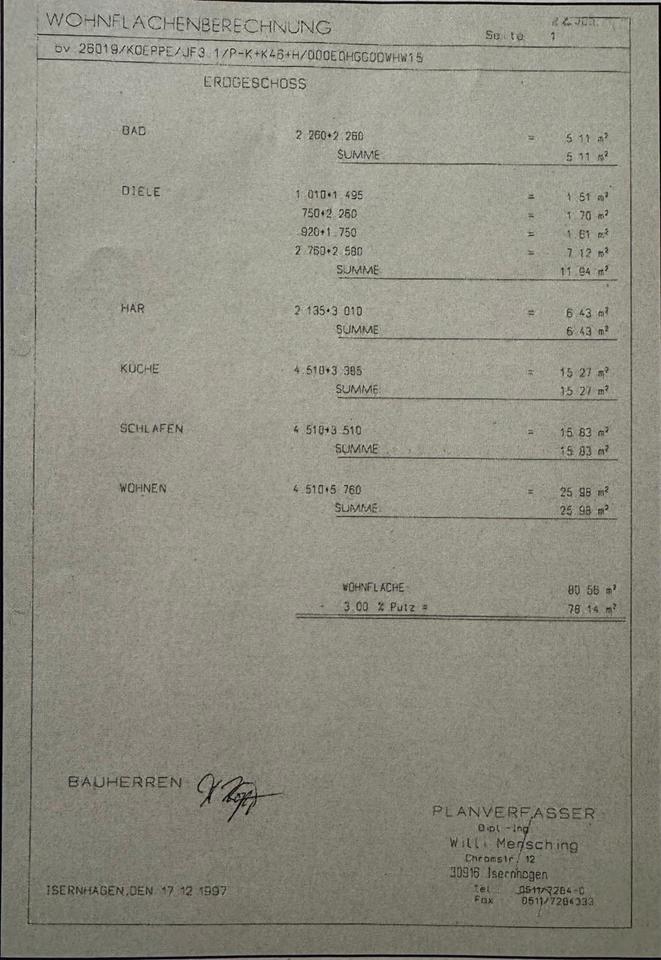 WOHNFLACHENBERECHNUNG
Seite 1
bv 26019/KOEPPE/JF3.1/P-K+K46+H/
ERDGESCHOSS
BAD 2.260*2.260 = 5.11 m²
SUMME 5.11 m²
DIELE 1.010*1.495 = 1.51 m²
750*2.260 = 1.70 m²
.920*1.750 = 1.61 m²
2.760*2.580 = 7.12 m²
SUMME 11.94 m²
HAR 2.135*3.010 = 6.43 m²
SUMME 6.43 m²
KÜCHE 4.510*3.385 = 15.27 m²
SUMME 15.27 m²
SCHLAFEN 4.510*3.510 = 15.83 m²
SUMME 15.83 m²
WOHNEN 4.510*5.760 = 25.98 m²
SUMME 25.98 m²
WOHNFLACHE 80.56 m²
- 3.00 % Putz = 78.14 m²
BAUHERREN
PLANVERFASSER
Dipl.-Ing
Willi Mensching
Chromstr. 12
30916 Isernhagen
ISERNHAGEN,DEN 17.12.1997
Tel 0511/7284-0
Fax 0511/7284333